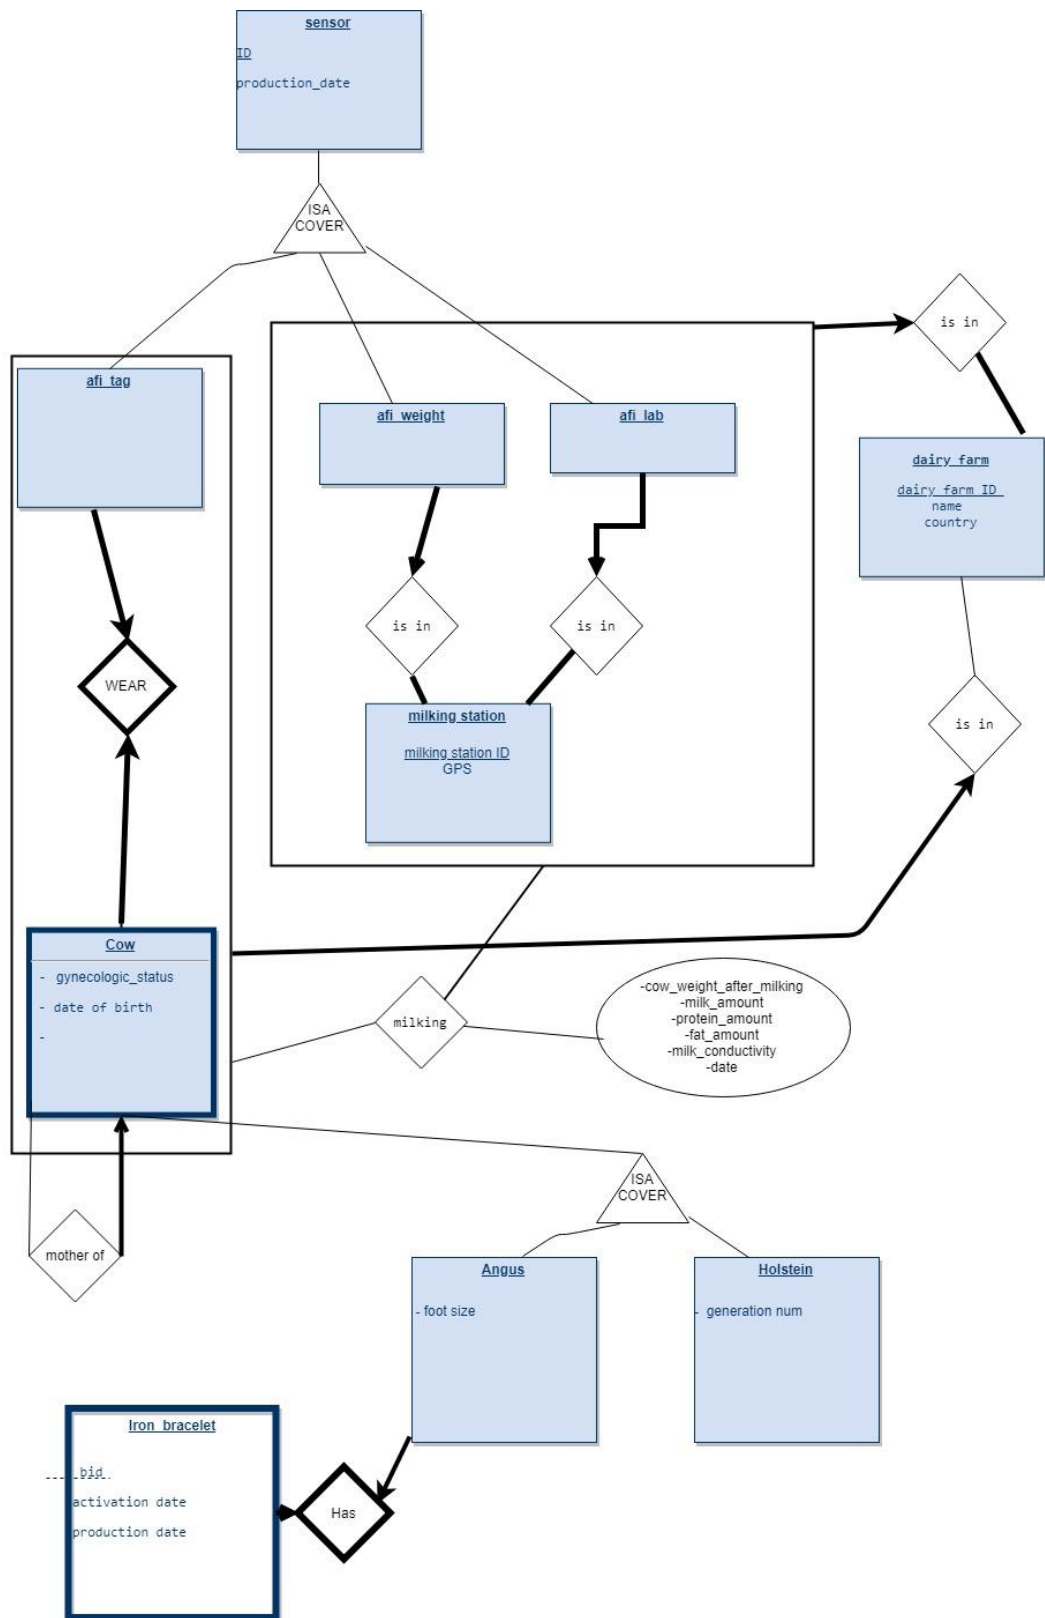 sensor
ID
production_date
ISA
COVER
is in
afi_tag
afi_weight
afi_lab
dairy_farm
dairy_farm ID
name
country
is in
is in
WEAR
milking station
milking station ID
GPS
is in
Cow
- gynecologic_status
- date of birth
-
milking
-cow_weight_after_milking
-milk_amount
-protein_amount
-fat_amount
-milk_conductivity
-date
ISA
COVER
mother of
Angus
- foot size
Holstein
- generation num
Iron_bracelet
bid
activation date
production date
Has